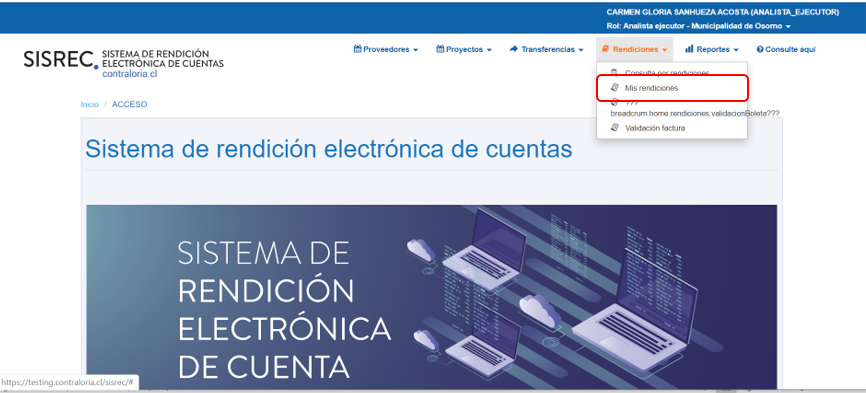 CARMEN GLORIA SANHUEZA ACOSTA (ANALISTA_EJECUTOR)
Rol: Analista ejecutor - Municipalidad de Osorno
SISREC SISTEMA DE RENDICIÓN
ELECTRÓNICA DE CUENTAS
contraloria.cl
Proveedores Proyectos Transferencias Rendiciones Reportes Consulte aquí
Consulta por rendiciones
Mis rendiciones
???
breadcrum.home.rendiciones.validacionBoleta???
Validación factura
Inicio / ACCESO
Sistema de rendición electrónica de cuentas
SISTEMA DE
RENDICIÓN
ELECTRÓNICA
DE CUENTA
https://testing.contraloria.cl/sisrec/#